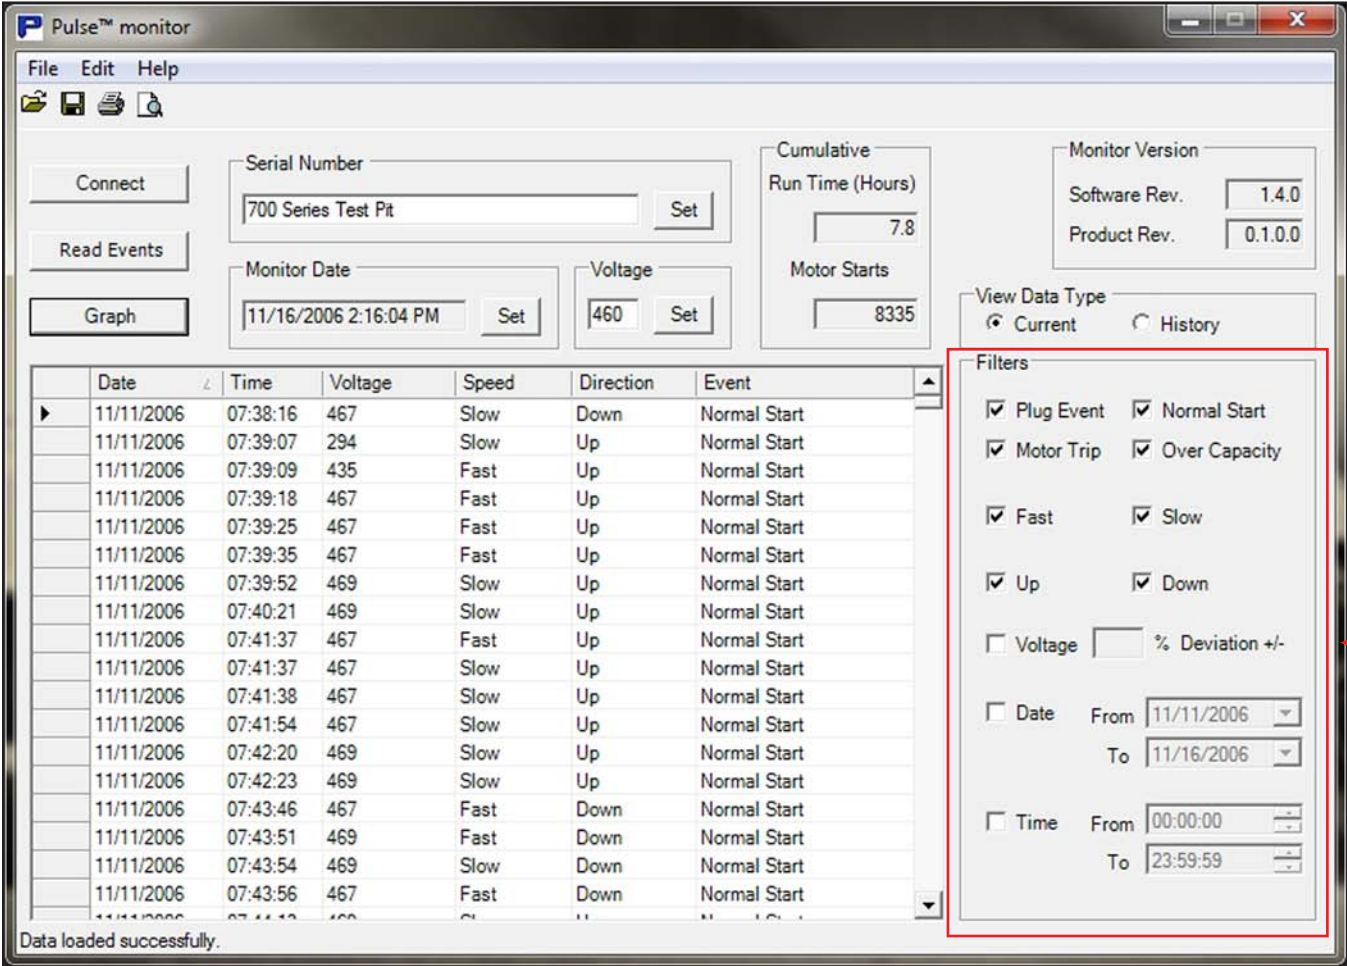 Pulse™ monitor
File Edit Help
Connect
Read Events
Graph
Serial Number
700 Series Test Pit
Set
Monitor Date
11/16/2006 2:16:04 PM
Set
Voltage
460
Set
Cumulative
Run Time (Hours)
7.8
Motor Starts
8335
Monitor Version
Software Rev. 1.4.0
Product Rev. 0.1.0.0
View Data Type
Current History
Date Time Voltage Speed Direction Event
11/11/2006 07:38:16 467 Slow Down Normal Start
11/11/2006 07:39:07 294 Slow Up Normal Start
11/11/2006 07:39:09 435 Fast Up Normal Start
11/11/2006 07:39:18 467 Fast Up Normal Start
11/11/2006 07:39:25 467 Fast Up Normal Start
11/11/2006 07:39:35 467 Fast Up Normal Start
11/11/2006 07:39:52 469 Slow Up Normal Start
11/11/2006 07:40:21 469 Slow Up Normal Start
11/11/2006 07:41:37 467 Fast Up Normal Start
11/11/2006 07:41:37 467 Slow Up Normal Start
11/11/2006 07:41:38 467 Slow Up Normal Start
11/11/2006 07:41:54 467 Slow Up Normal Start
11/11/2006 07:42:20 469 Slow Up Normal Start
11/11/2006 07:42:23 469 Slow Up Normal Start
11/11/2006 07:43:46 467 Fast Down Normal Start
11/11/2006 07:43:51 469 Fast Down Normal Start
11/11/2006 07:43:54 469 Slow Down Normal Start
11/11/2006 07:43:56 467 Fast Down Normal Start
Filters
Plug Event Normal Start
Motor Trip Over Capacity
Fast Slow
Up Down
Voltage % Deviation +/-
Date From 11/11/2006
To 11/16/2006
Time From 00:00:00
To 23:59:59
Data loaded successfully.